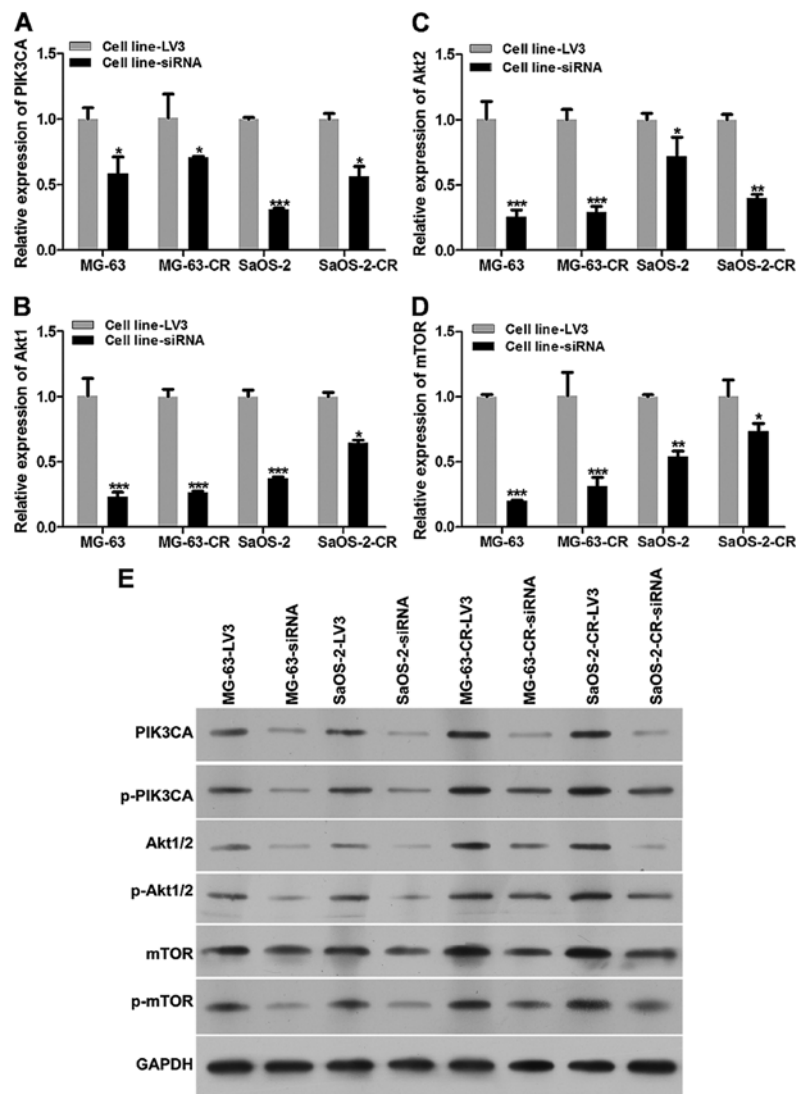 A
Relative expression of PIK3CA
Cell line-LV3
Cell line-siRNA
1.5
1.0
0.5
0.0
*
*
***
*
MG-63 MG-63-CR SaOS-2 SaOS-2-CR
C
Relative expression of Akt2
Cell line-LV3
Cell line-siRNA
1.5
1.0
0.5
0.0
***
***
*
**
MG-63 MG-63-CR SaOS-2 SaOS-2-CR
B
Relative expression of Akt1
Cell line-LV3
Cell line-siRNA
1.5
1.0
0.5
0.0
***
***
***
*
MG-63 MG-63-CR SaOS-2 SaOS-2-CR
D
Relative expression of mTOR
Cell line-LV3
Cell line-siRNA
1.5
1.0
0.5
0.0
***
***
**
*
MG-63 MG-63-CR SaOS-2 SaOS-2-CR
E
MG-63-LV3
MG-63-siRNA
SaOS-2-LV3
SaOS-2-siRNA
MG-63-CR-LV3
MG-63-CR-siRNA
SaOS-2-CR-LV3
SaOS-2-CR-siRNA
PIK3CA
p-PIK3CA
Akt1/2
p-Akt1/2
mTOR
p-mTOR
GAPDH